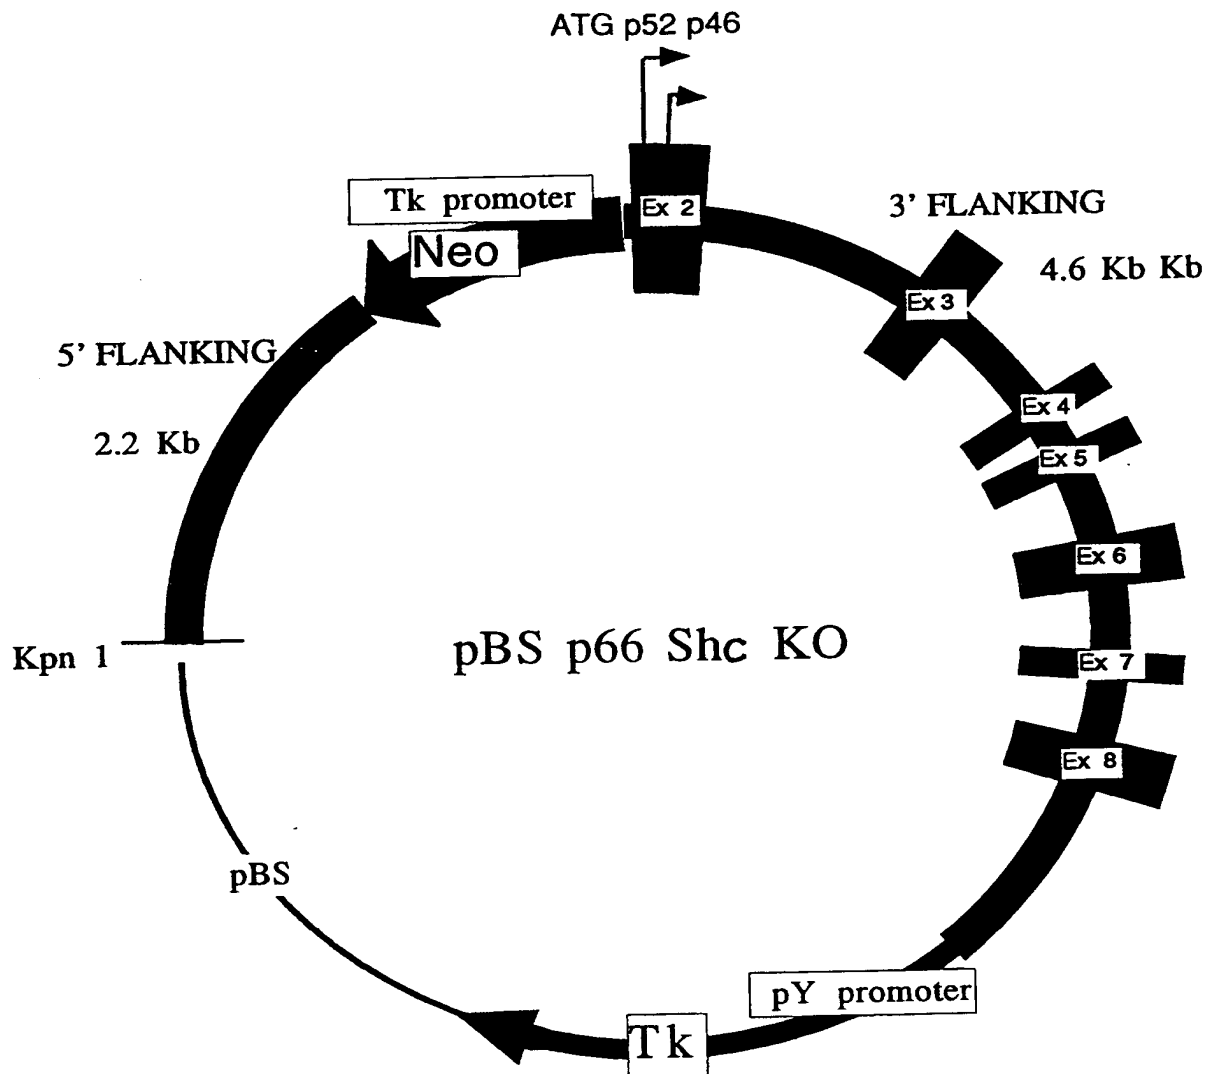 ATG p52 p46
Tk promoter
Ex 2
3' FLANKING
Neo
4.6 Kb Kb
Ex 3
5' FLANKING
Ex 4
2.2 Kb
Ex 5
Ex 6
Kpn 1
pBS p66 Shc KO
Ex 7
Ex 8
pBS
pY promoter
Tk